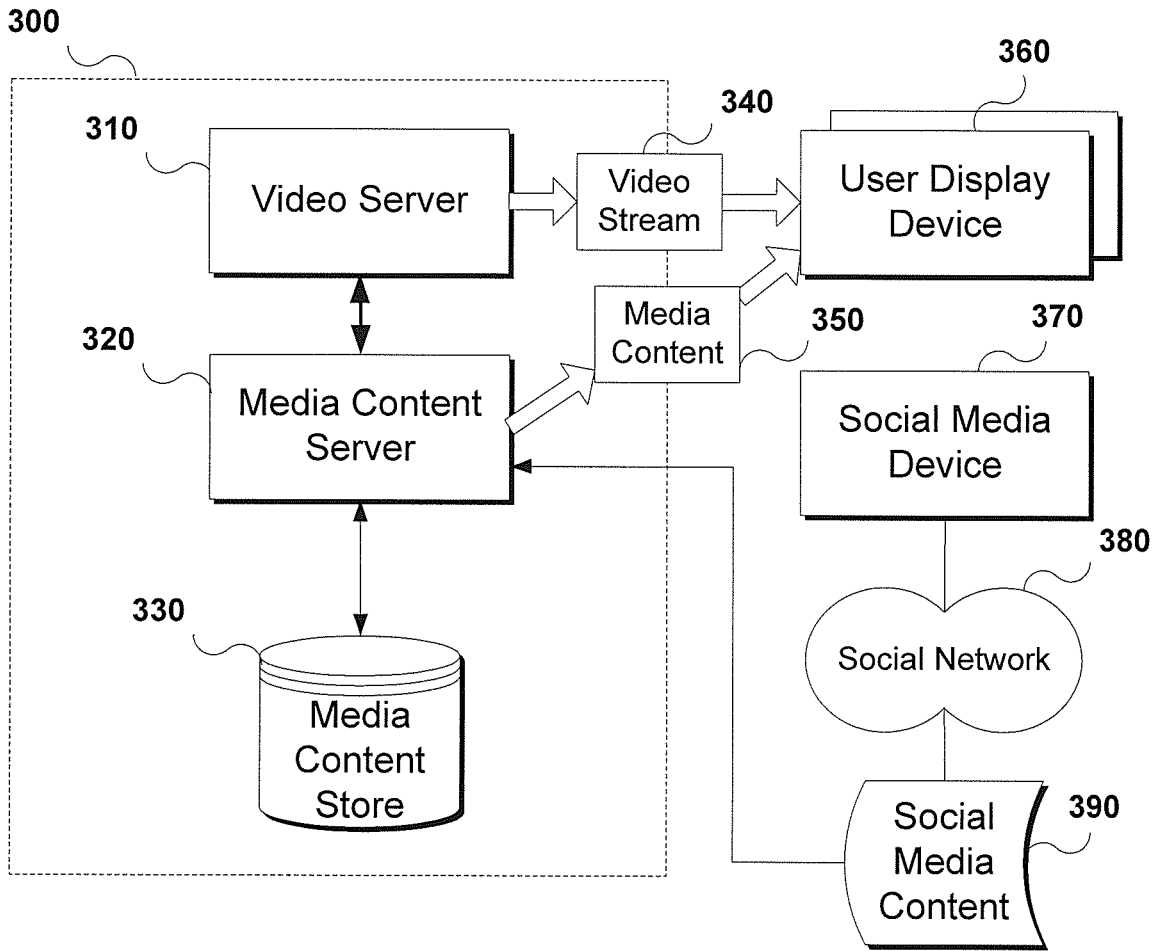 300
360
340
310
Video Server
Video
Stream
User Display
Device
320
Media
Content
350
370
Media Content
Server
Social Media
Device
380
330
Social Network
Media
Content
Store
390
Social
Media
Content